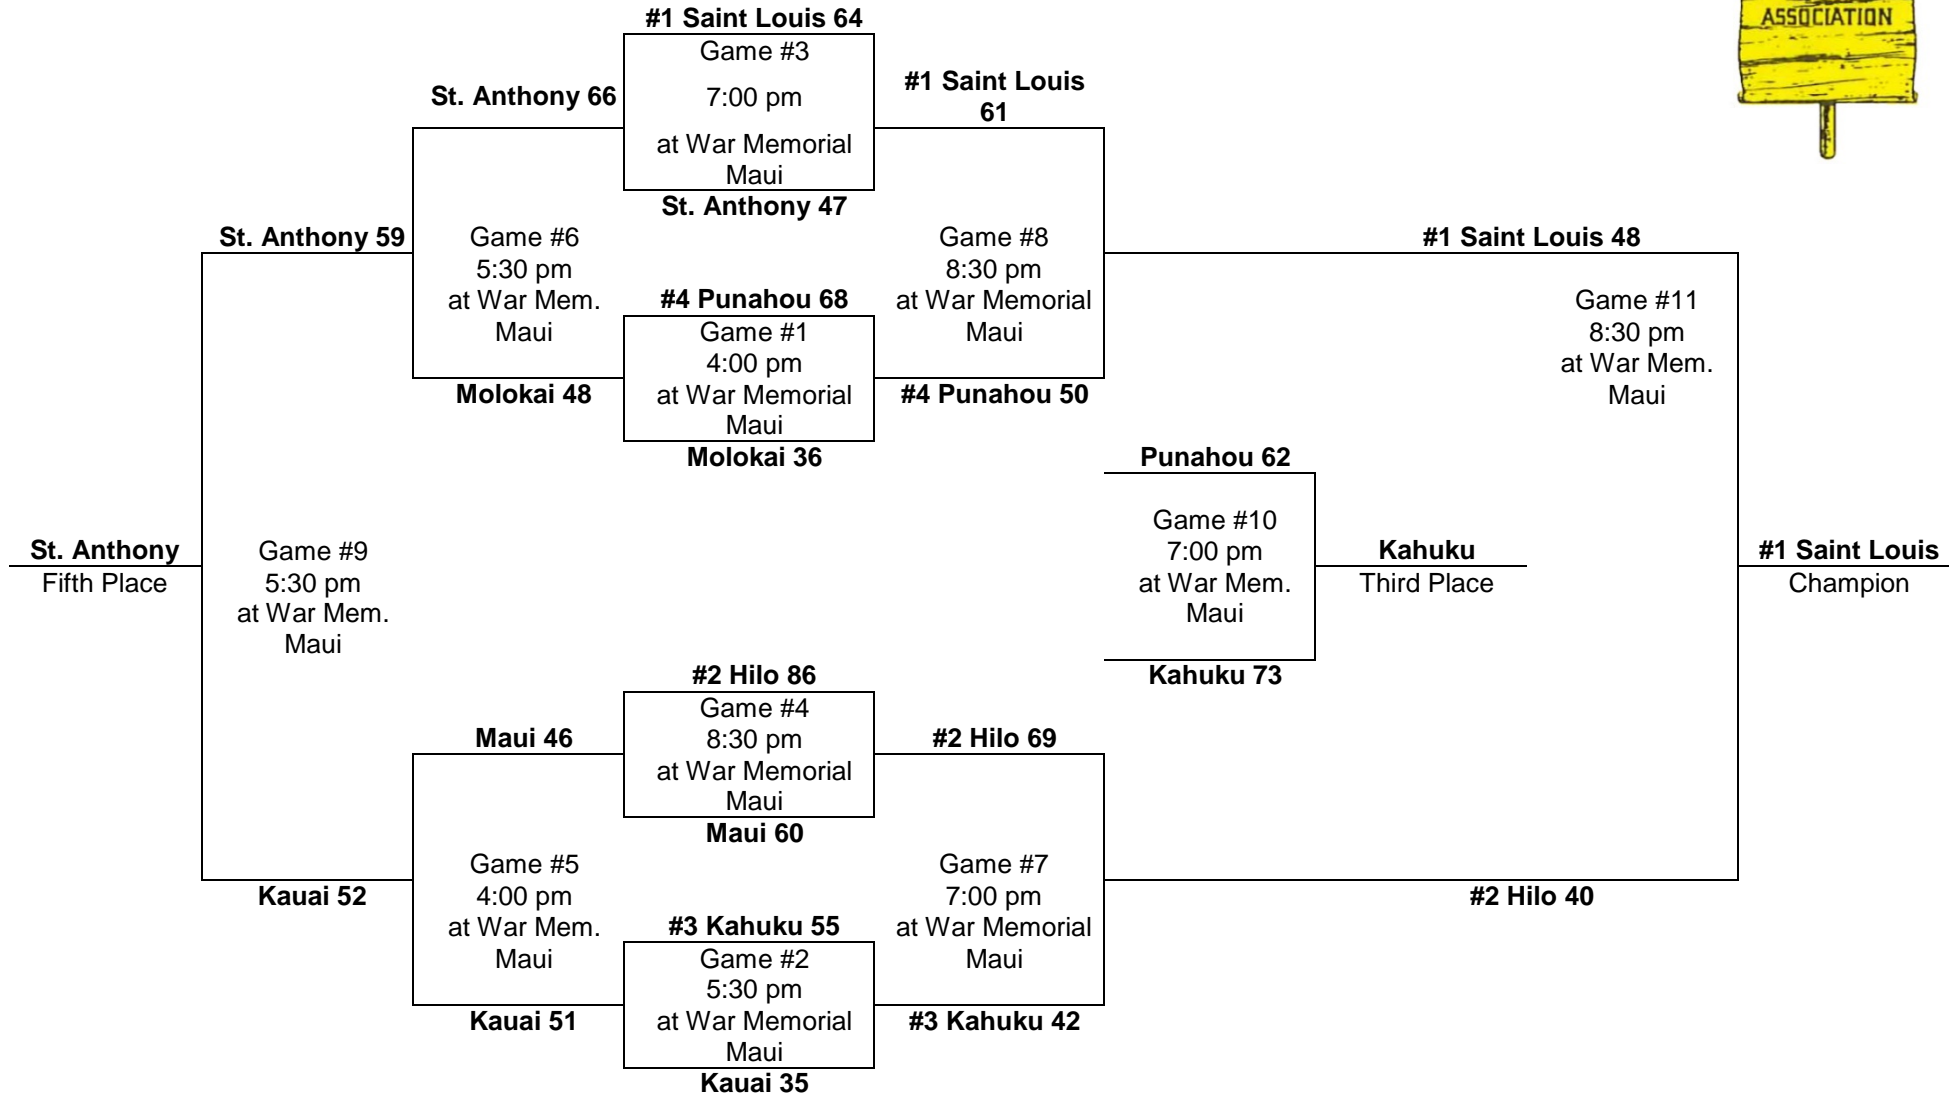 ASSOCIATION
#1 Saint Louis 64
Game #3
7:00 pm
at War Memorial
Maui
St. Anthony 47
St. Anthony 66
#1 Saint Louis
61
St. Anthony 59
Game #6
5:30 pm
at War Mem.
Maui
#4 Punahou 68
Game #1
4:00 pm
at War Memorial
Maui
Molokai 36
Molokai 48
Game #8
8:30 pm
at War Memorial
Maui
#4 Punahou 50
#1 Saint Louis 48
Game #11
8:30 pm
at War Mem.
Maui
Punahou 62
Game #10
7:00 pm
at War Mem.
Maui
Kahuku 73
Kahuku
Third Place
#1 Saint Louis
Champion
St. Anthony
Fifth Place
Game #9
5:30 pm
at War Mem.
Maui
#2 Hilo 86
Game #4
8:30 pm
at War Memorial
Maui
Maui 60
Maui 46
#2 Hilo 69
Kauai 52
Game #5
4:00 pm
at War Mem.
Maui
#3 Kahuku 55
Game #2
5:30 pm
at War Memorial
Maui
Kauai 35
Kauai 51
Game #7
7:00 pm
at War Memorial
Maui
#3 Kahuku 42
#2 Hilo 40